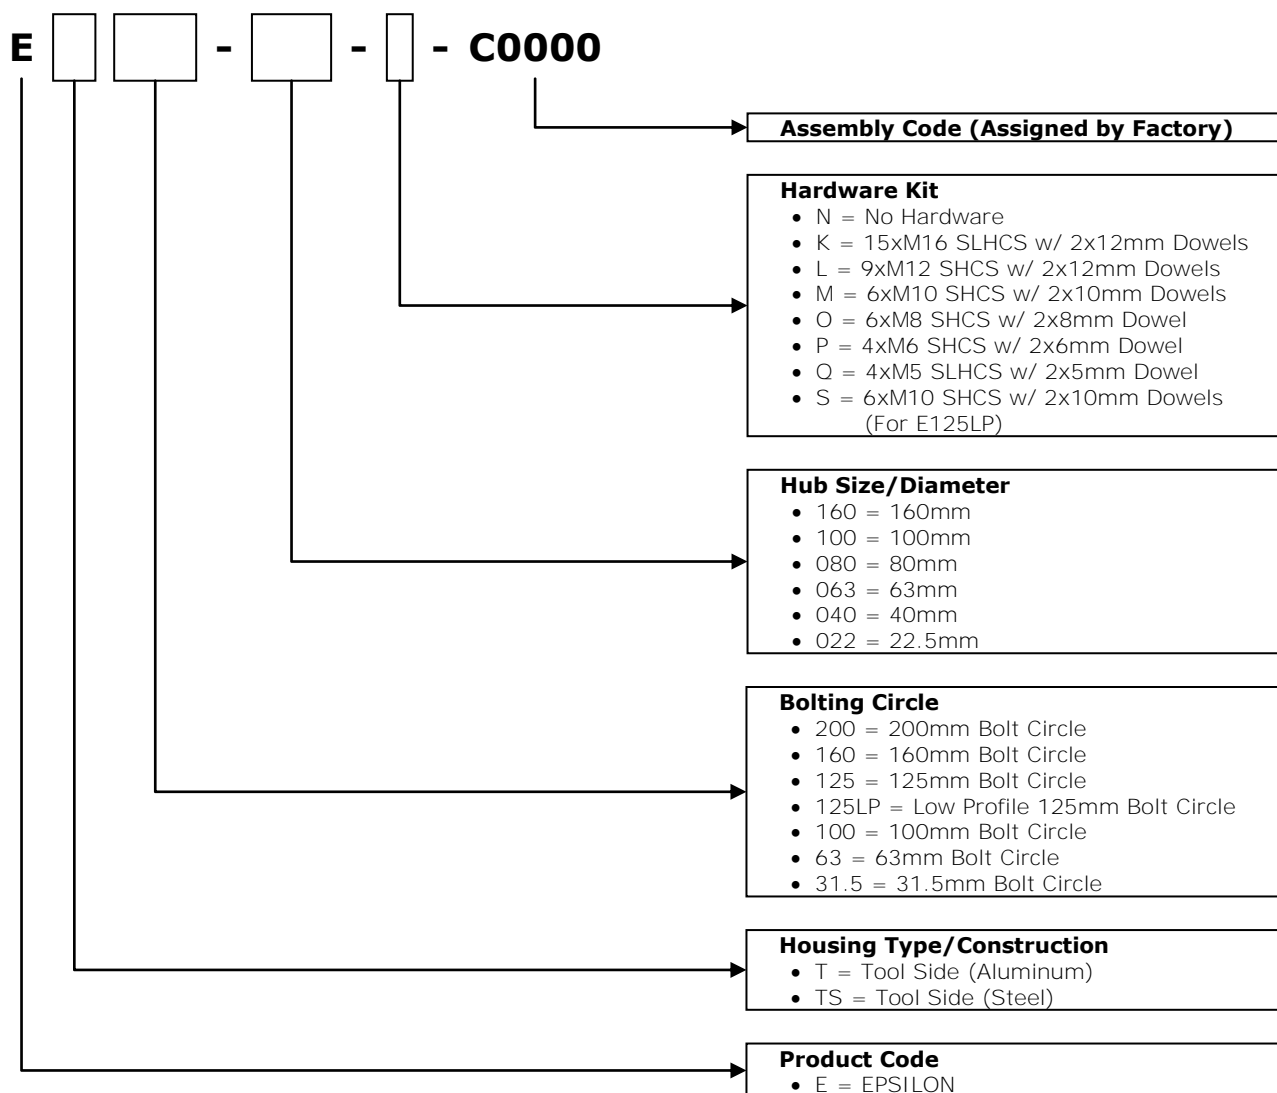 E - - - C0000
Assembly Code (Assigned by Factory)
Hardware Kit
• N = No Hardware
• K = 15xM16 SLHCS w/ 2x12mm Dowels
• L = 9xM12 SHCS w/ 2x12mm Dowels
• M = 6xM10 SHCS w/ 2x10mm Dowels
• O = 6xM8 SHCS w/ 2x8mm Dowel
• P = 4xM6 SHCS w/ 2x6mm Dowel
• Q = 4xM5 SLHCS w/ 2x5mm Dowel
• S = 6xM10 SHCS w/ 2x10mm Dowels
(For E125LP)
Hub Size/Diameter
• 160 = 160mm
• 100 = 100mm
• 080 = 80mm
• 063 = 63mm
• 040 = 40mm
• 022 = 22.5mm
Bolting Circle
• 200 = 200mm Bolt Circle
• 160 = 160mm Bolt Circle
• 125 = 125mm Bolt Circle
• 125LP = Low Profile 125mm Bolt Circle
• 100 = 100mm Bolt Circle
• 63 = 63mm Bolt Circle
• 31.5 = 31.5mm Bolt Circle
Housing Type/Construction
• T = Tool Side (Aluminum)
• TS = Tool Side (Steel)
Product Code
• E = EPSILON